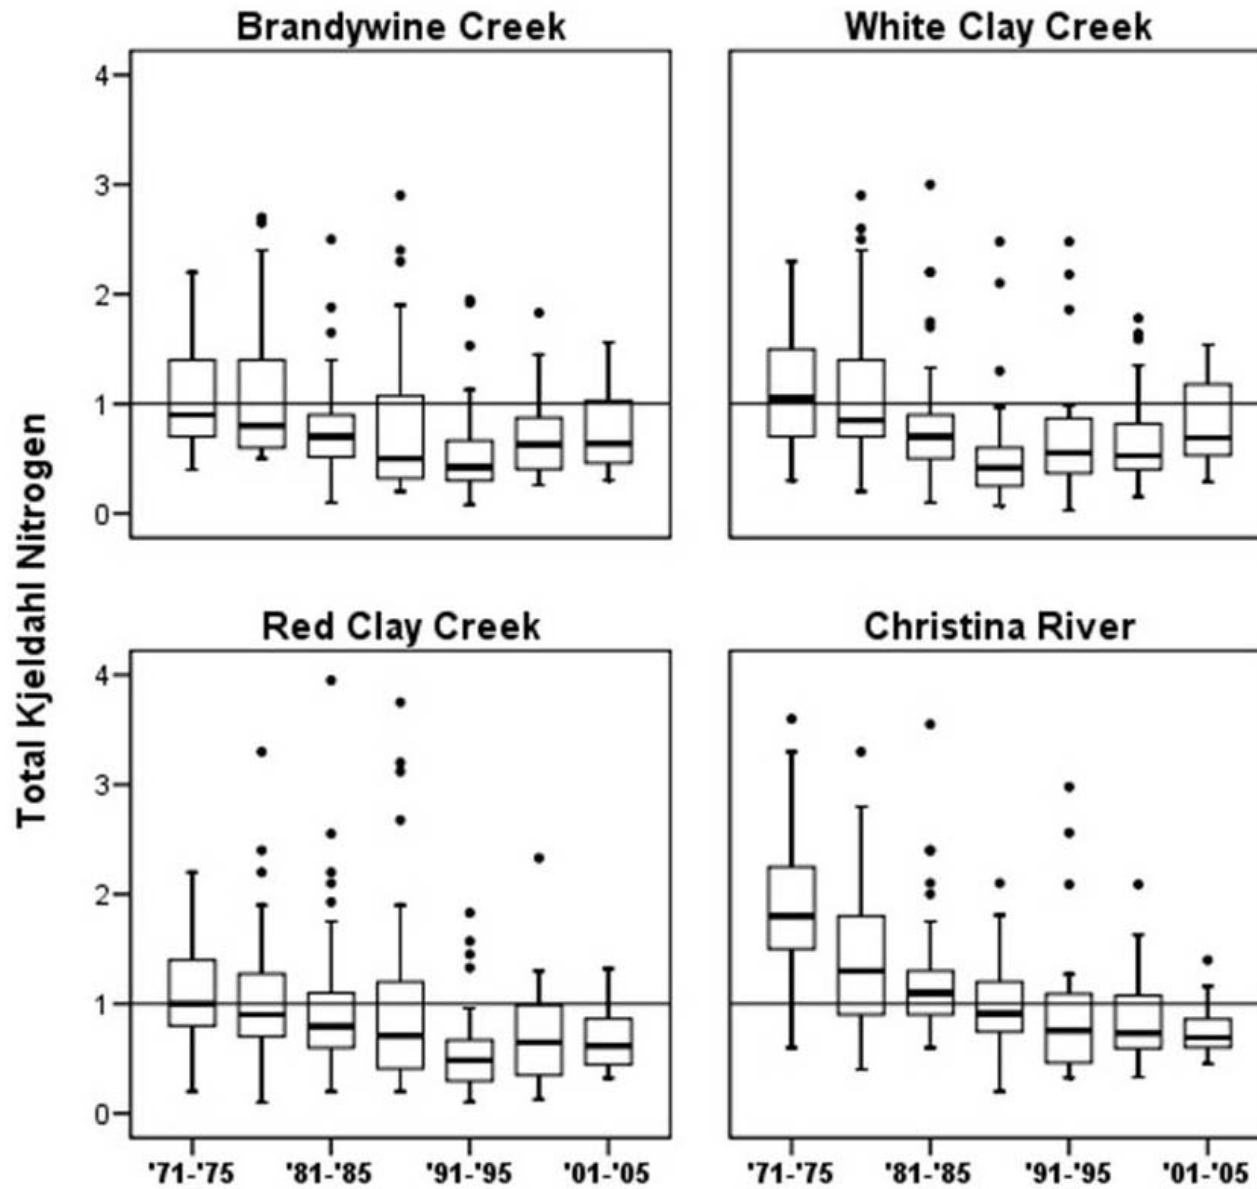 Brandywine Creek
White Clay Creek
4
3
2
1
0
Total Kjeldahl Nitrogen
Red Clay Creek
Christina River
4
3
2
1
0
'71-'75 '81-'85 '91-'95 '01-'05
'71-'75 '81-'85 '91-'95 '01-'05